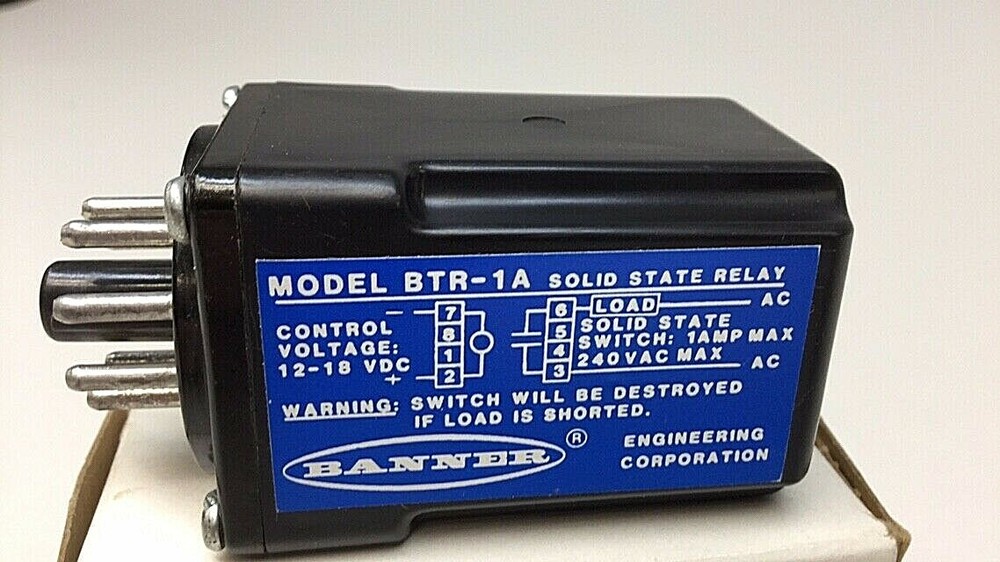 MODEL BTR-1A SOLID STATE RELAY
CONTROL
VOLTAGE:
12-18 VDC
-
+
7
8
1
2
6
5
4
3
LOAD
AC
SOLID STATE
SWITCH: 1AMP MAX
240VAC MAX
AC
WARNING: SWITCH WILL BE DESTROYED
IF LOAD IS SHORTED.
BANNER ®
ENGINEERING
CORPORATION